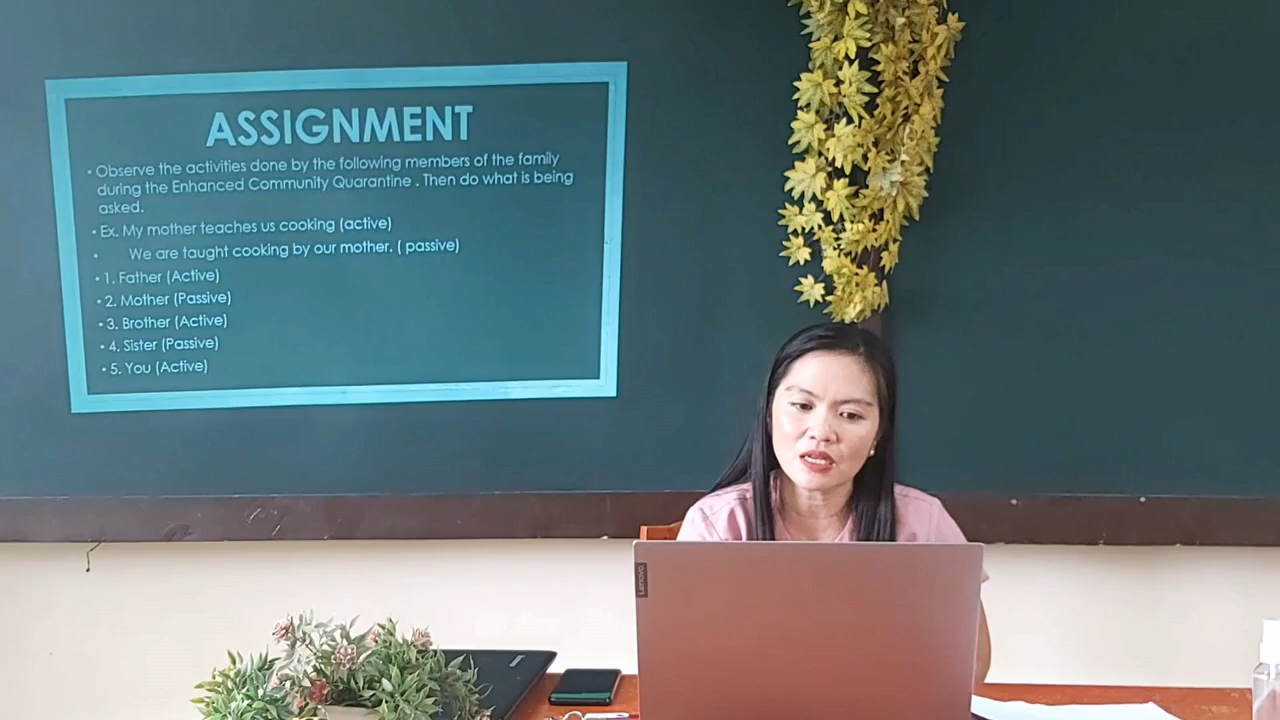 ASSIGNMENT
• Observe the activities done by the following members of the family
during the Enhanced Community Quarantine . Then do what is being
asked.
• Ex. My mother teaches us cooking (active)
• We are taught cooking by our mother. ( passive)
• 1. Father (Active)
• 2. Mother (Passive)
• 3. Brother (Active)
• 4. Sister (Passive)
• 5. You (Active)
Lenovo